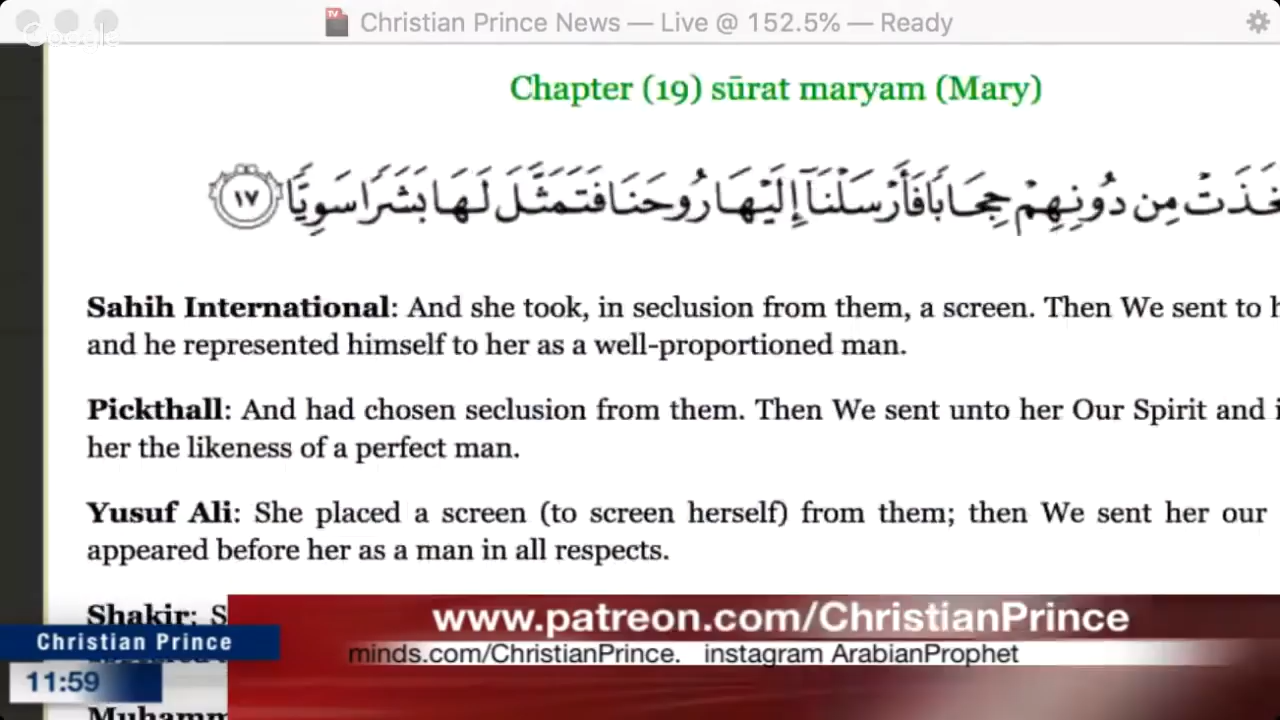 Christian Prince News — Live @ 152.5% — Ready
Google
Chapter (19) sūrat maryam (Mary)
مِن دُونِهِمْ حِجَابًا فَأَرْسَلْنَآ إِلَيْهَا رُوحَنَا فَتَمَثَّلَ لَهَا بَشَرًا سَوِيًّا ١٧
Sahih International: And she took, in seclusion from them, a screen. Then We sent to
and he represented himself to her as a well-proportioned man.
Pickthall: And had chosen seclusion from them. Then We sent unto her Our Spirit and
her the likeness of a perfect man.
Yusuf Ali: She placed a screen (to screen herself) from them; then We sent her our
appeared before her as a man in all respects.
Shakir: S
www.patreon.com/ChristianPrince
Christian Prince
minds.com/ChristianPrince. instagram ArabianProphet
11:59
Muhamm